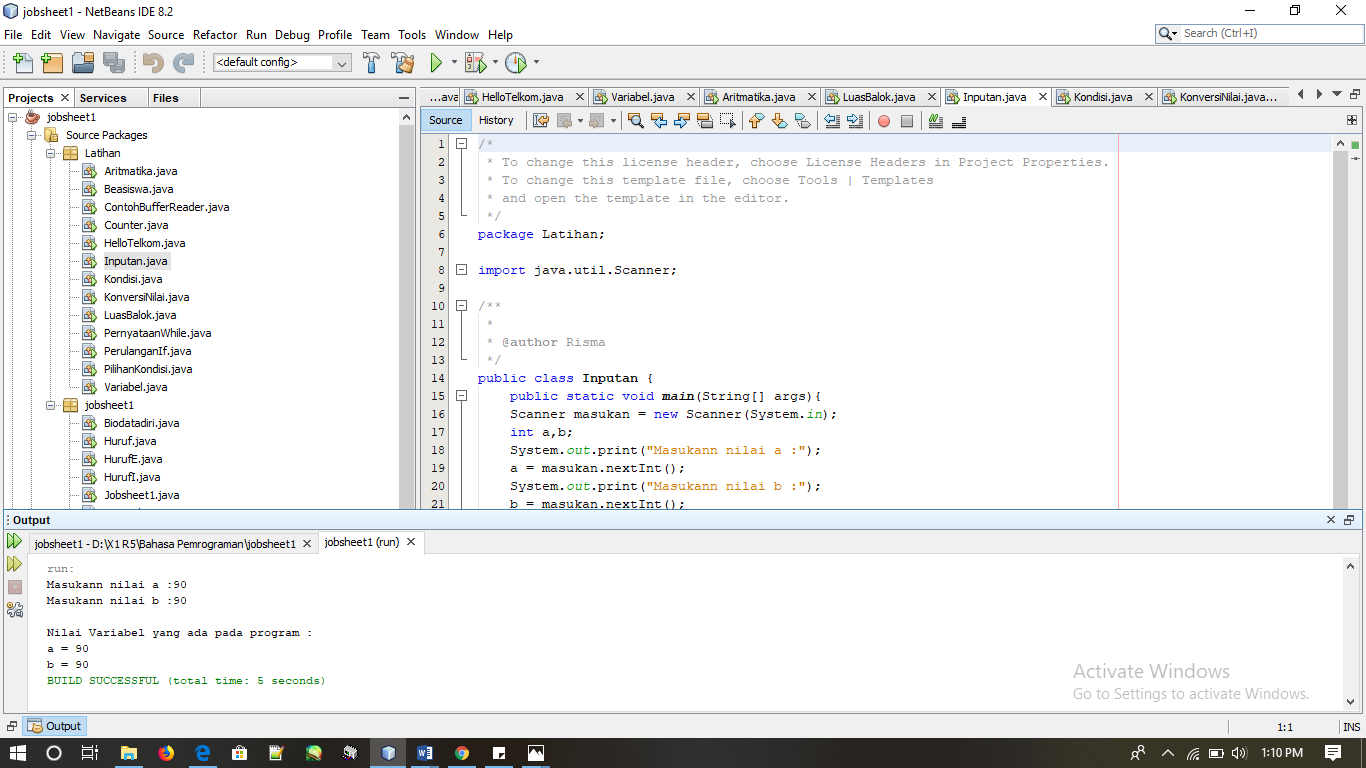 jobsheet1 - NetBeans IDE 8.2
File Edit View Navigate Source Refactor Run Debug Profile Team Tools Window Help
Search (Ctrl+I)
<default config>
Projects Services Files
jobsheet1
Source Packages
Latihan
Aritmatika.java
Beasiswa.java
ContohBufferReader.java
Counter.java
HelloTelkom.java
Inputan.java
Kondisi.java
KonversiNilai.java
LuasBalok.java
PernyataanWhile.java
PerulanganIf.java
PilihanKondisi.java
Variabel.java
jobsheet1
Biodatadiri.java
Huruf.java
HurufE.java
HurufI.java
Jobsheet1.java
...ava HelloTelkom.java Variabel.java Aritmatika.java LuasBalok.java Inputan.java Kondisi.java KonversiNilai.java...
Source History
1 /*
2 * To change this license header, choose License Headers in Project Properties.
3 * To change this template file, choose Tools | Templates
4 * and open the template in the editor.
5 */
6 package Latihan;
7
8 import java.util.Scanner;
9
10 /**
11 *
12 * @author Risma
13 */
14 public class Inputan {
15 public static void main(String[] args){
16 Scanner masukan = new Scanner(System.in);
17 int a,b;
18 System.out.print("Masukann nilai a :");
19 a = masukan.nextInt();
20 System.out.print("Masukann nilai b :");
21 b = masukan.nextInt();
Output
jobsheet1 - D:\X1 R5\Bahasa Pemrograman\jobsheet1 jobsheet1 (run)
run:
Masukann nilai a :90
Masukann nilai b :90
Nilai Variabel yang ada pada program :
a = 90
b = 90
BUILD SUCCESSFUL (total time: 5 seconds)
Activate Windows
Go to Settings to activate Windows.
Output
1:1 INS
1:10 PM